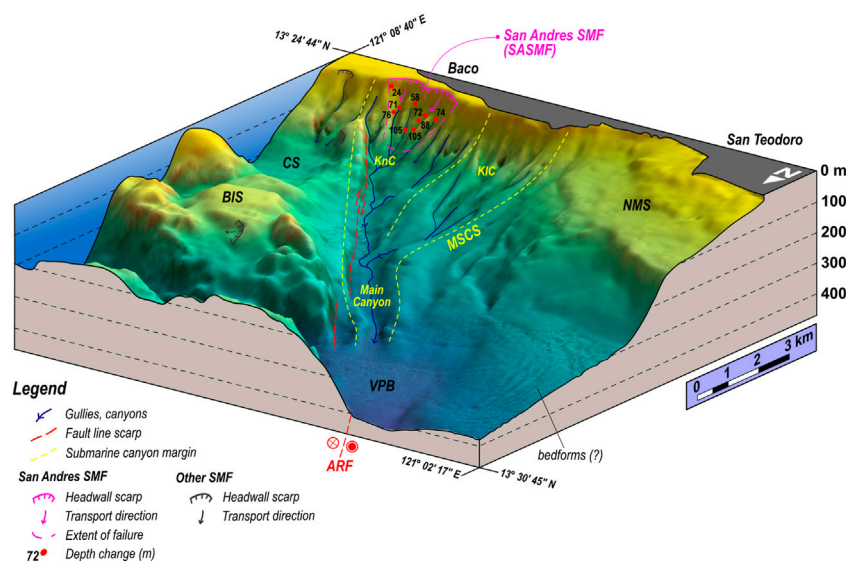 13° 24' 44" N
121° 08' 40" E
San Andres SMF
(SASMF)
Baco
San Teodoro
24
58
71
76
72
74
88
105
105
CS
KnC
KIC
BIS
NMS
MSCS
Main
Canyon
VPB
N
0 m
100
200
300
400
0 1 2 3 km
bedforms (?)
ARF
121° 02' 17" E
13° 30' 45" N
Legend
Gullies, canyons
Fault line scarp
Submarine canyon margin
San Andres SMF
Headwall scarp
Transport direction
Extent of failure
72 Depth change (m)
Other SMF
Headwall scarp
Transport direction